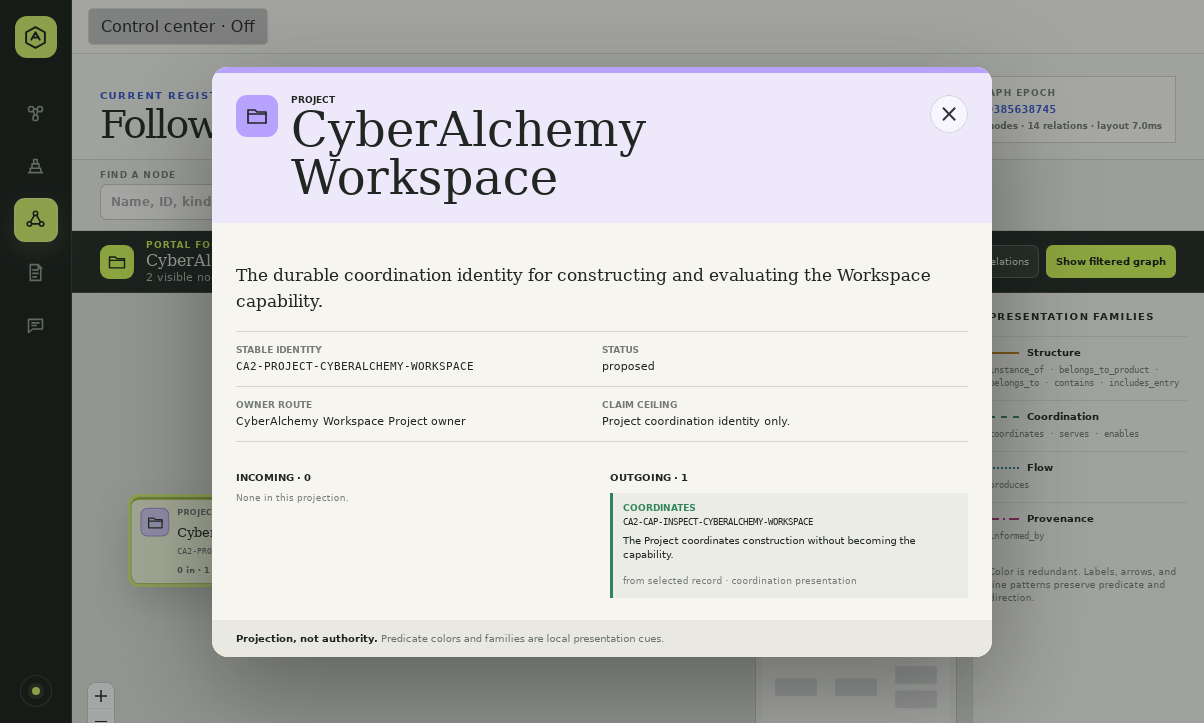 Control center · Off
CURRENT REGIST
Follow
APH EPOCH
385638745
nodes · 14 relations · layout 7.0ms
FIND A NODE
Name, ID, kind
PORTAL FO
CyberAl
2 visible no
elations
Show filtered graph
PROJECT
CyberAlchemy
Workspace
The durable coordination identity for constructing and evaluating the Workspace
capability.
STABLE IDENTITY
STATUS
CA2-PROJECT-CYBERALCHEMY-WORKSPACE
proposed
OWNER ROUTE
CLAIM CEILING
CyberAlchemy Workspace Project owner
Project coordination identity only.
INCOMING · 0
OUTGOING · 1
None in this projection.
COORDINATES
CA2-CAP-INSPECT-CYBERALCHEMY-WORKSPACE
The Project coordinates construction without becoming the
capability.
from selected record · coordination presentation
Projection, not authority. Predicate colors and families are local presentation cues.
PRESENTATION FAMILIES
Structure
instance_of · belongs_to_product ·
belongs_to · contains · includes_entry
Coordination
coordinates · serves · enables
Flow
produces
Provenance
informed_by
Color is redundant. Labels, arrows, and
line patterns preserve predicate and
direction.
PROJEC
Cyber
CA2-PRO
0 in · 1